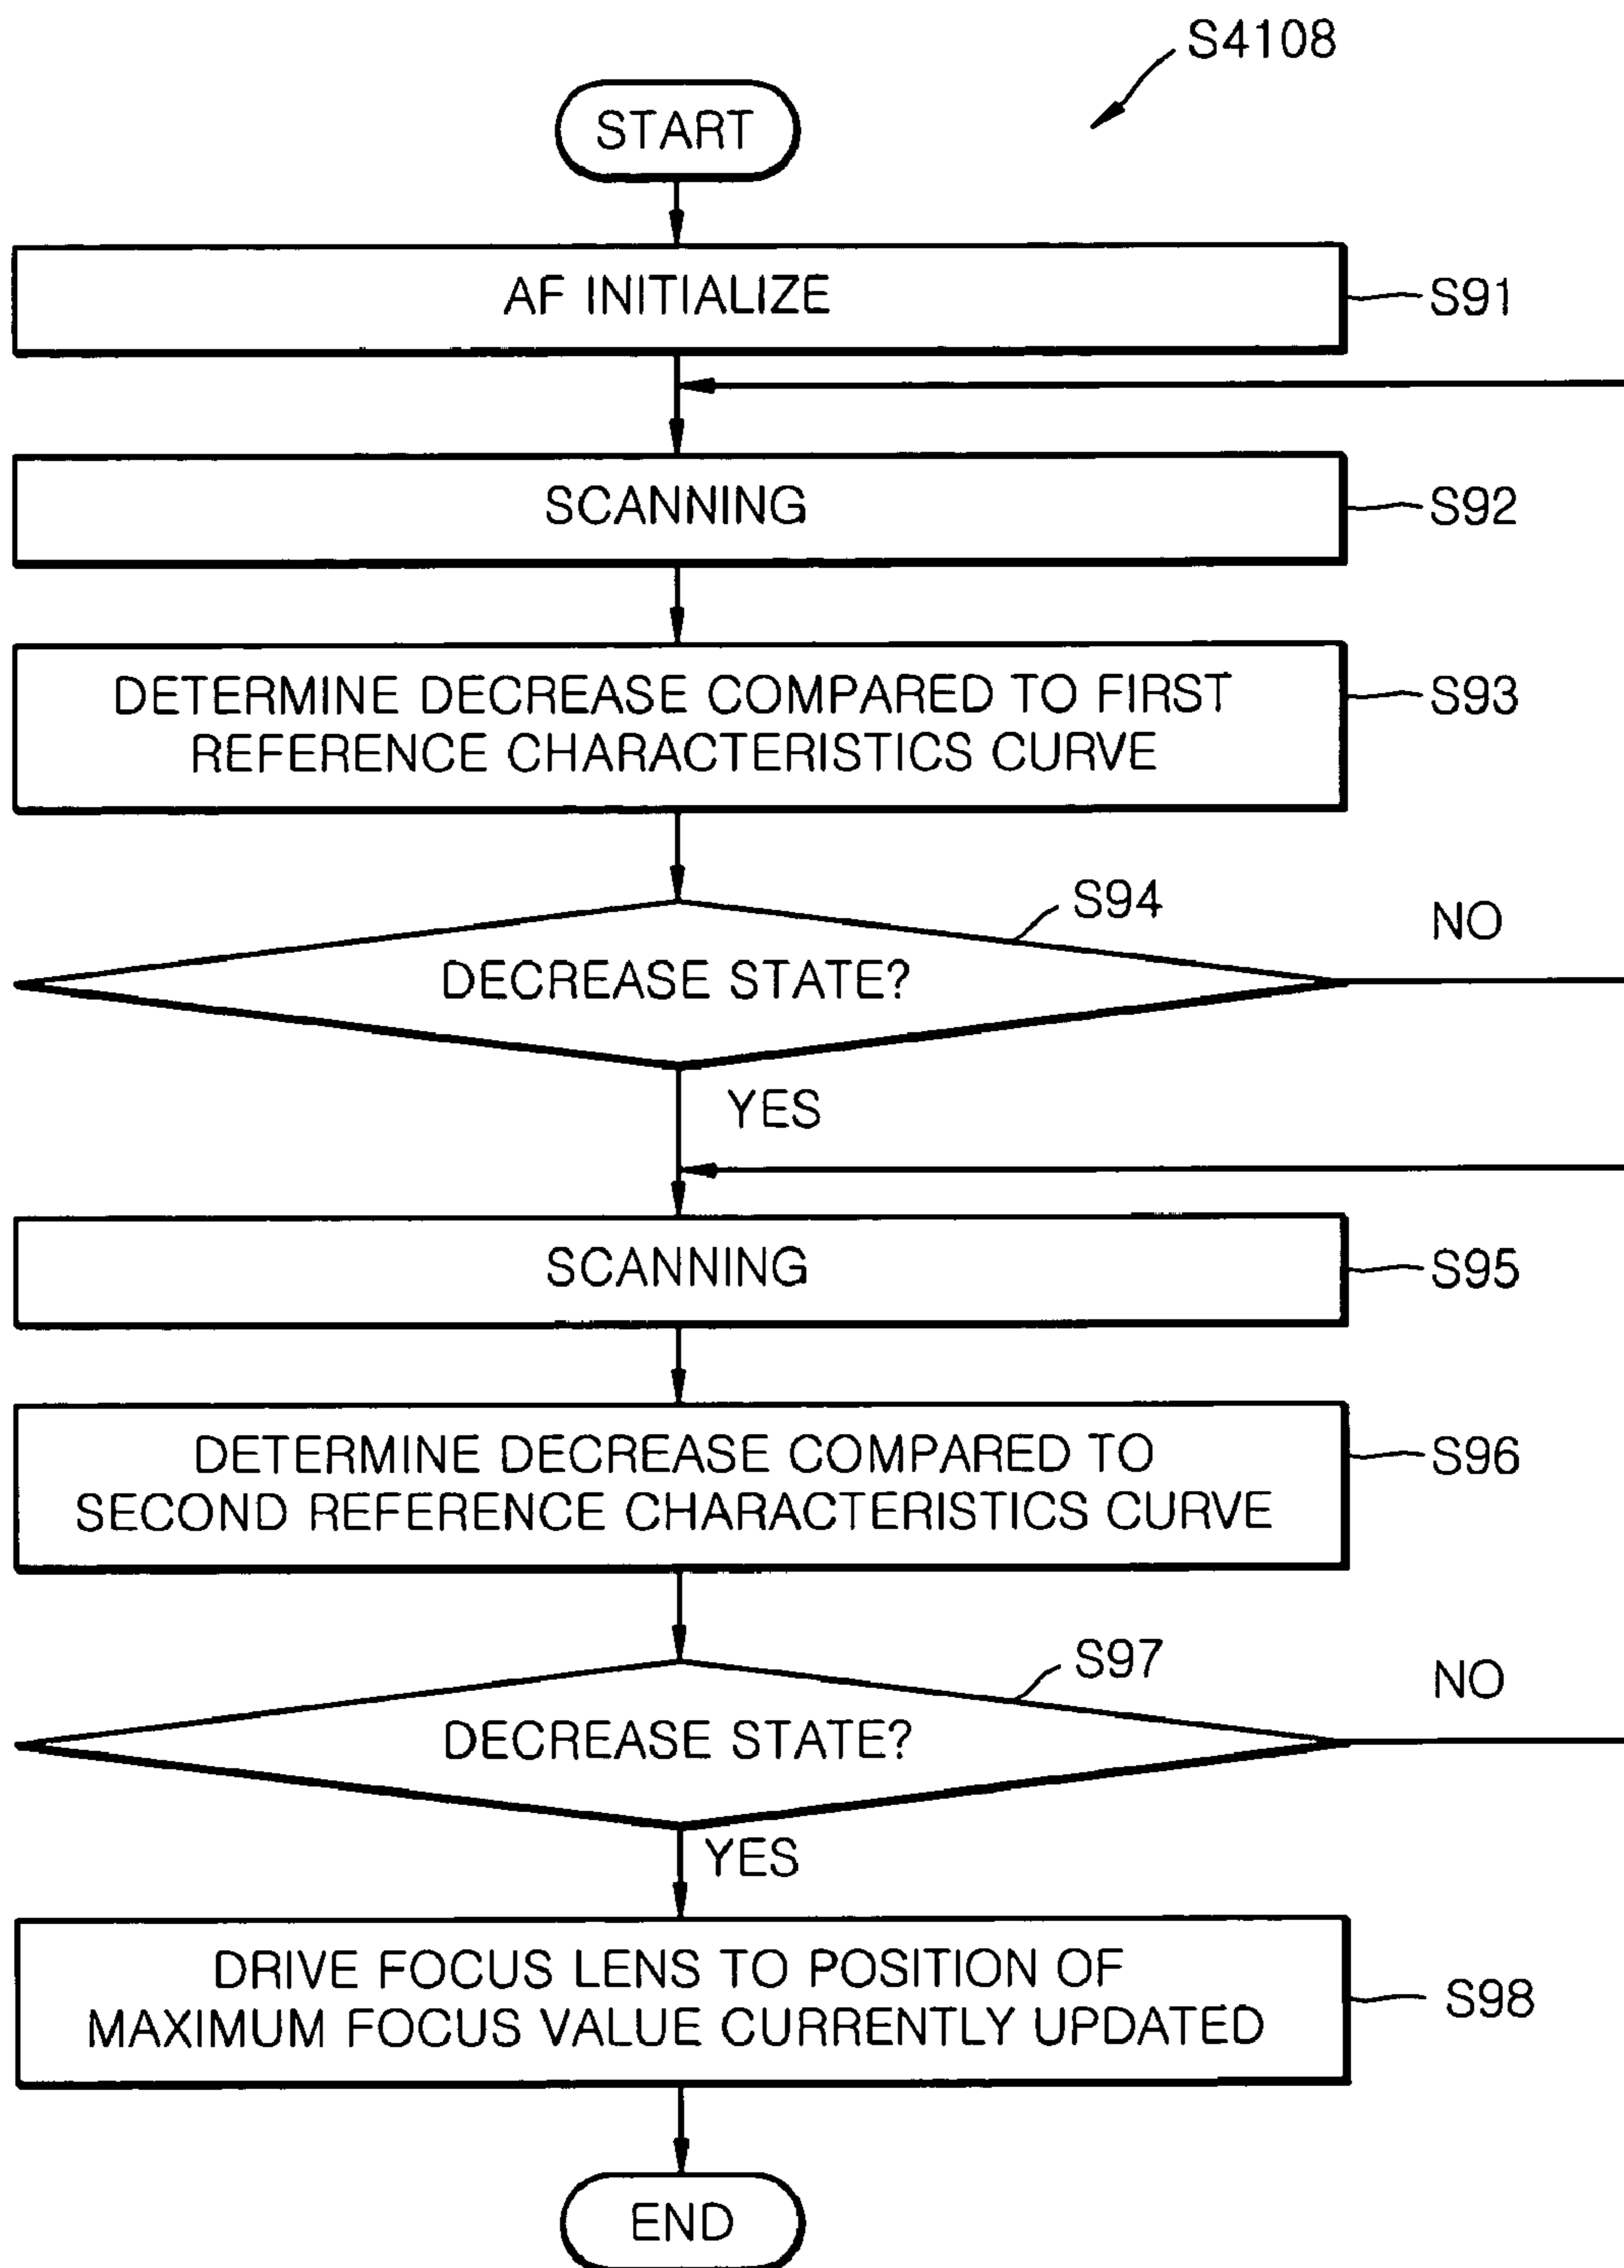 S4108
START
AF INITIALIZE
S91
SCANNING
S92
DETERMINE DECREASE COMPARED TO FIRST
REFERENCE CHARACTERISTICS CURVE
S93
S94
NO
DECREASE STATE?
YES
SCANNING
S95
DETERMINE DECREASE COMPARED TO
SECOND REFERENCE CHARACTERISTICS CURVE
S96
S97
NO
DECREASE STATE?
YES
DRIVE FOCUS LENS TO POSITION OF
MAXIMUM FOCUS VALUE CURRENTLY UPDATED
S98
END